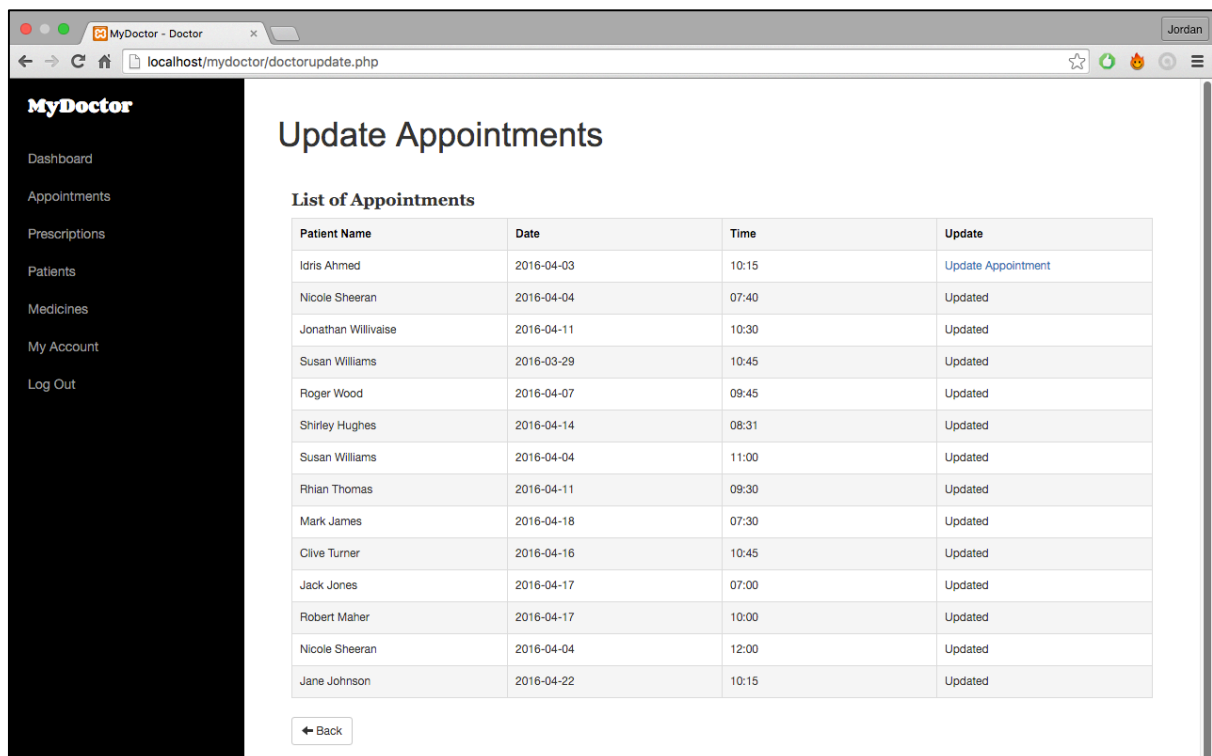 MyDoctor - Doctor
Jordan
localhost/mydoctor/doctorupdate.php
MyDoctor
Dashboard
Appointments
Prescriptions
Patients
Medicines
My Account
Log Out
Update Appointments
List of Appointments
Patient Name Date Time Update
Idris Ahmed 2016-04-03 10:15 Update Appointment
Nicole Sheeran 2016-04-04 07:40 Updated
Jonathan Willivaise 2016-04-11 10:30 Updated
Susan Williams 2016-03-29 10:45 Updated
Roger Wood 2016-04-07 09:45 Updated
Shirley Hughes 2016-04-14 08:31 Updated
Susan Williams 2016-04-04 11:00 Updated
Rhian Thomas 2016-04-11 09:30 Updated
Mark James 2016-04-18 07:30 Updated
Clive Turner 2016-04-16 10:45 Updated
Jack Jones 2016-04-17 07:00 Updated
Robert Maher 2016-04-17 10:00 Updated
Nicole Sheeran 2016-04-04 12:00 Updated
Jane Johnson 2016-04-22 10:15 Updated
Back